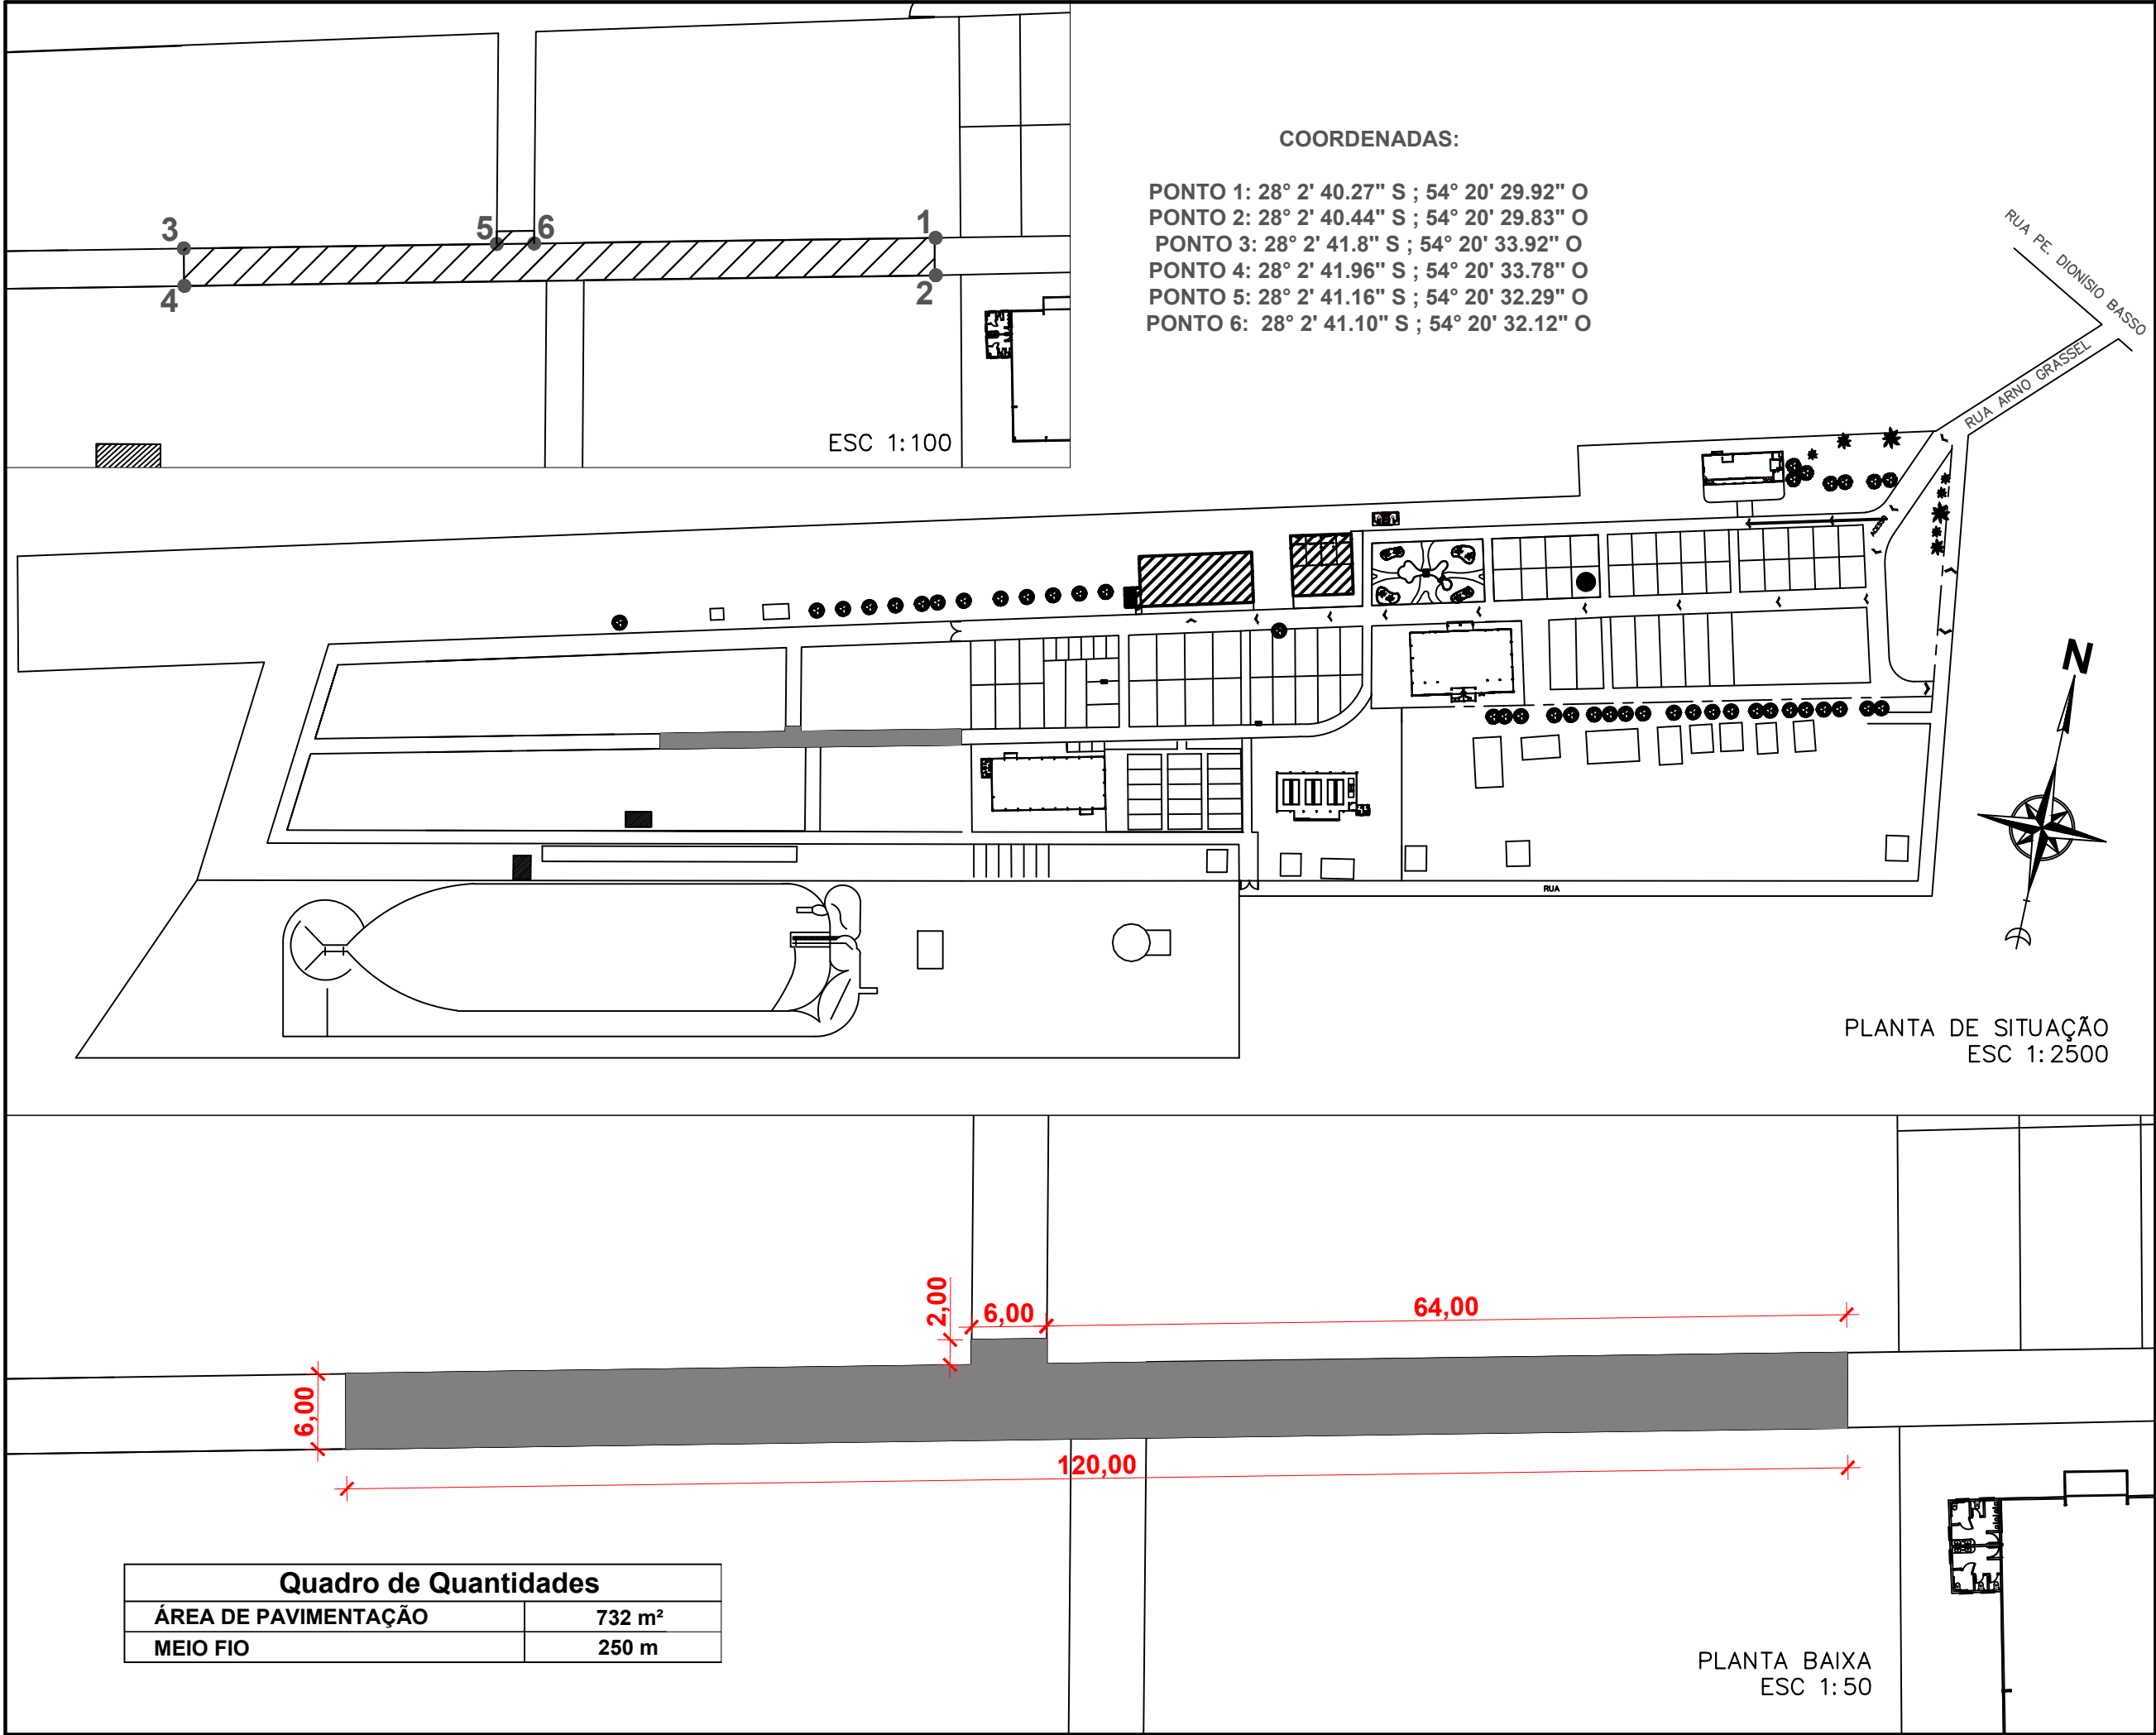 3
5
6
1
4
2
ESC 1:100
COORDENADAS:
PONTO 1: 28° 2' 40.27" S ; 54° 20' 29.92" O
PONTO 2: 28° 2' 40.44" S ; 54° 20' 29.83" O
PONTO 3: 28° 2' 41.8" S ; 54° 20' 33.92" O
PONTO 4: 28° 2' 41.96" S ; 54° 20' 33.78" O
PONTO 5: 28° 2' 41.16" S ; 54° 20' 32.29" O
PONTO 6: 28° 2' 41.10" S ; 54° 20' 32.12" O
RUA PE. DIONÍSIO BASSO
RUA ARNO GRASSEL
N
RUA
PLANTA DE SITUAÇÃO
ESC 1:2500
2,00
6,00
64,00
6,00
120,00
Quadro de Quantidades
ÁREA DE PAVIMENTAÇÃO 732 m²
MEIO FIO 250 m
PLANTA BAIXA
ESC 1:50